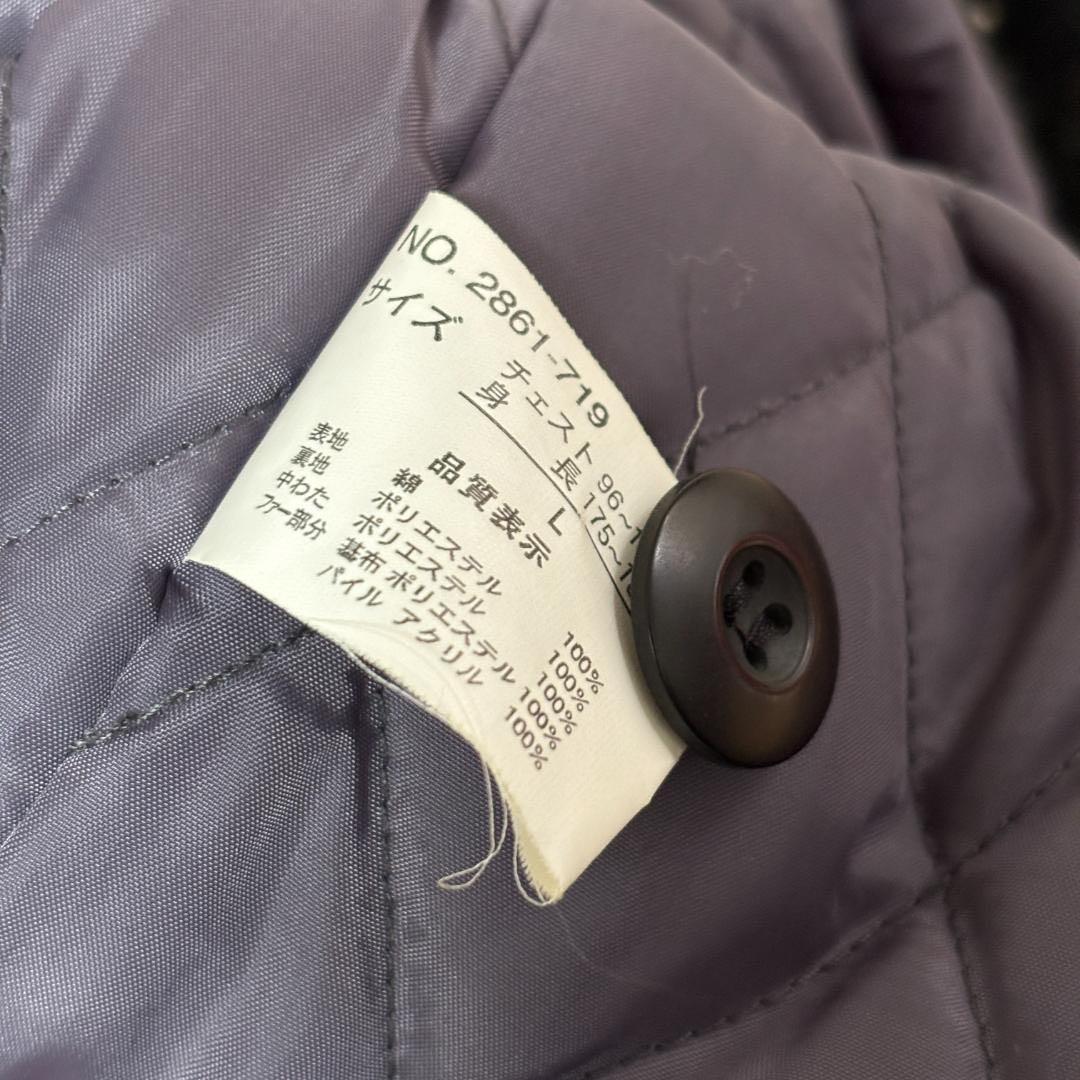 NO. 2861-719
サイズ
チェスト 96~1
身長 175~1
L
品質表示
表地 綿 100%
裏地 ポリエステル 100%
中わた ポリエステル 100%
ファー部分 基布 ポリエステル 100%
パイル アクリル 100%